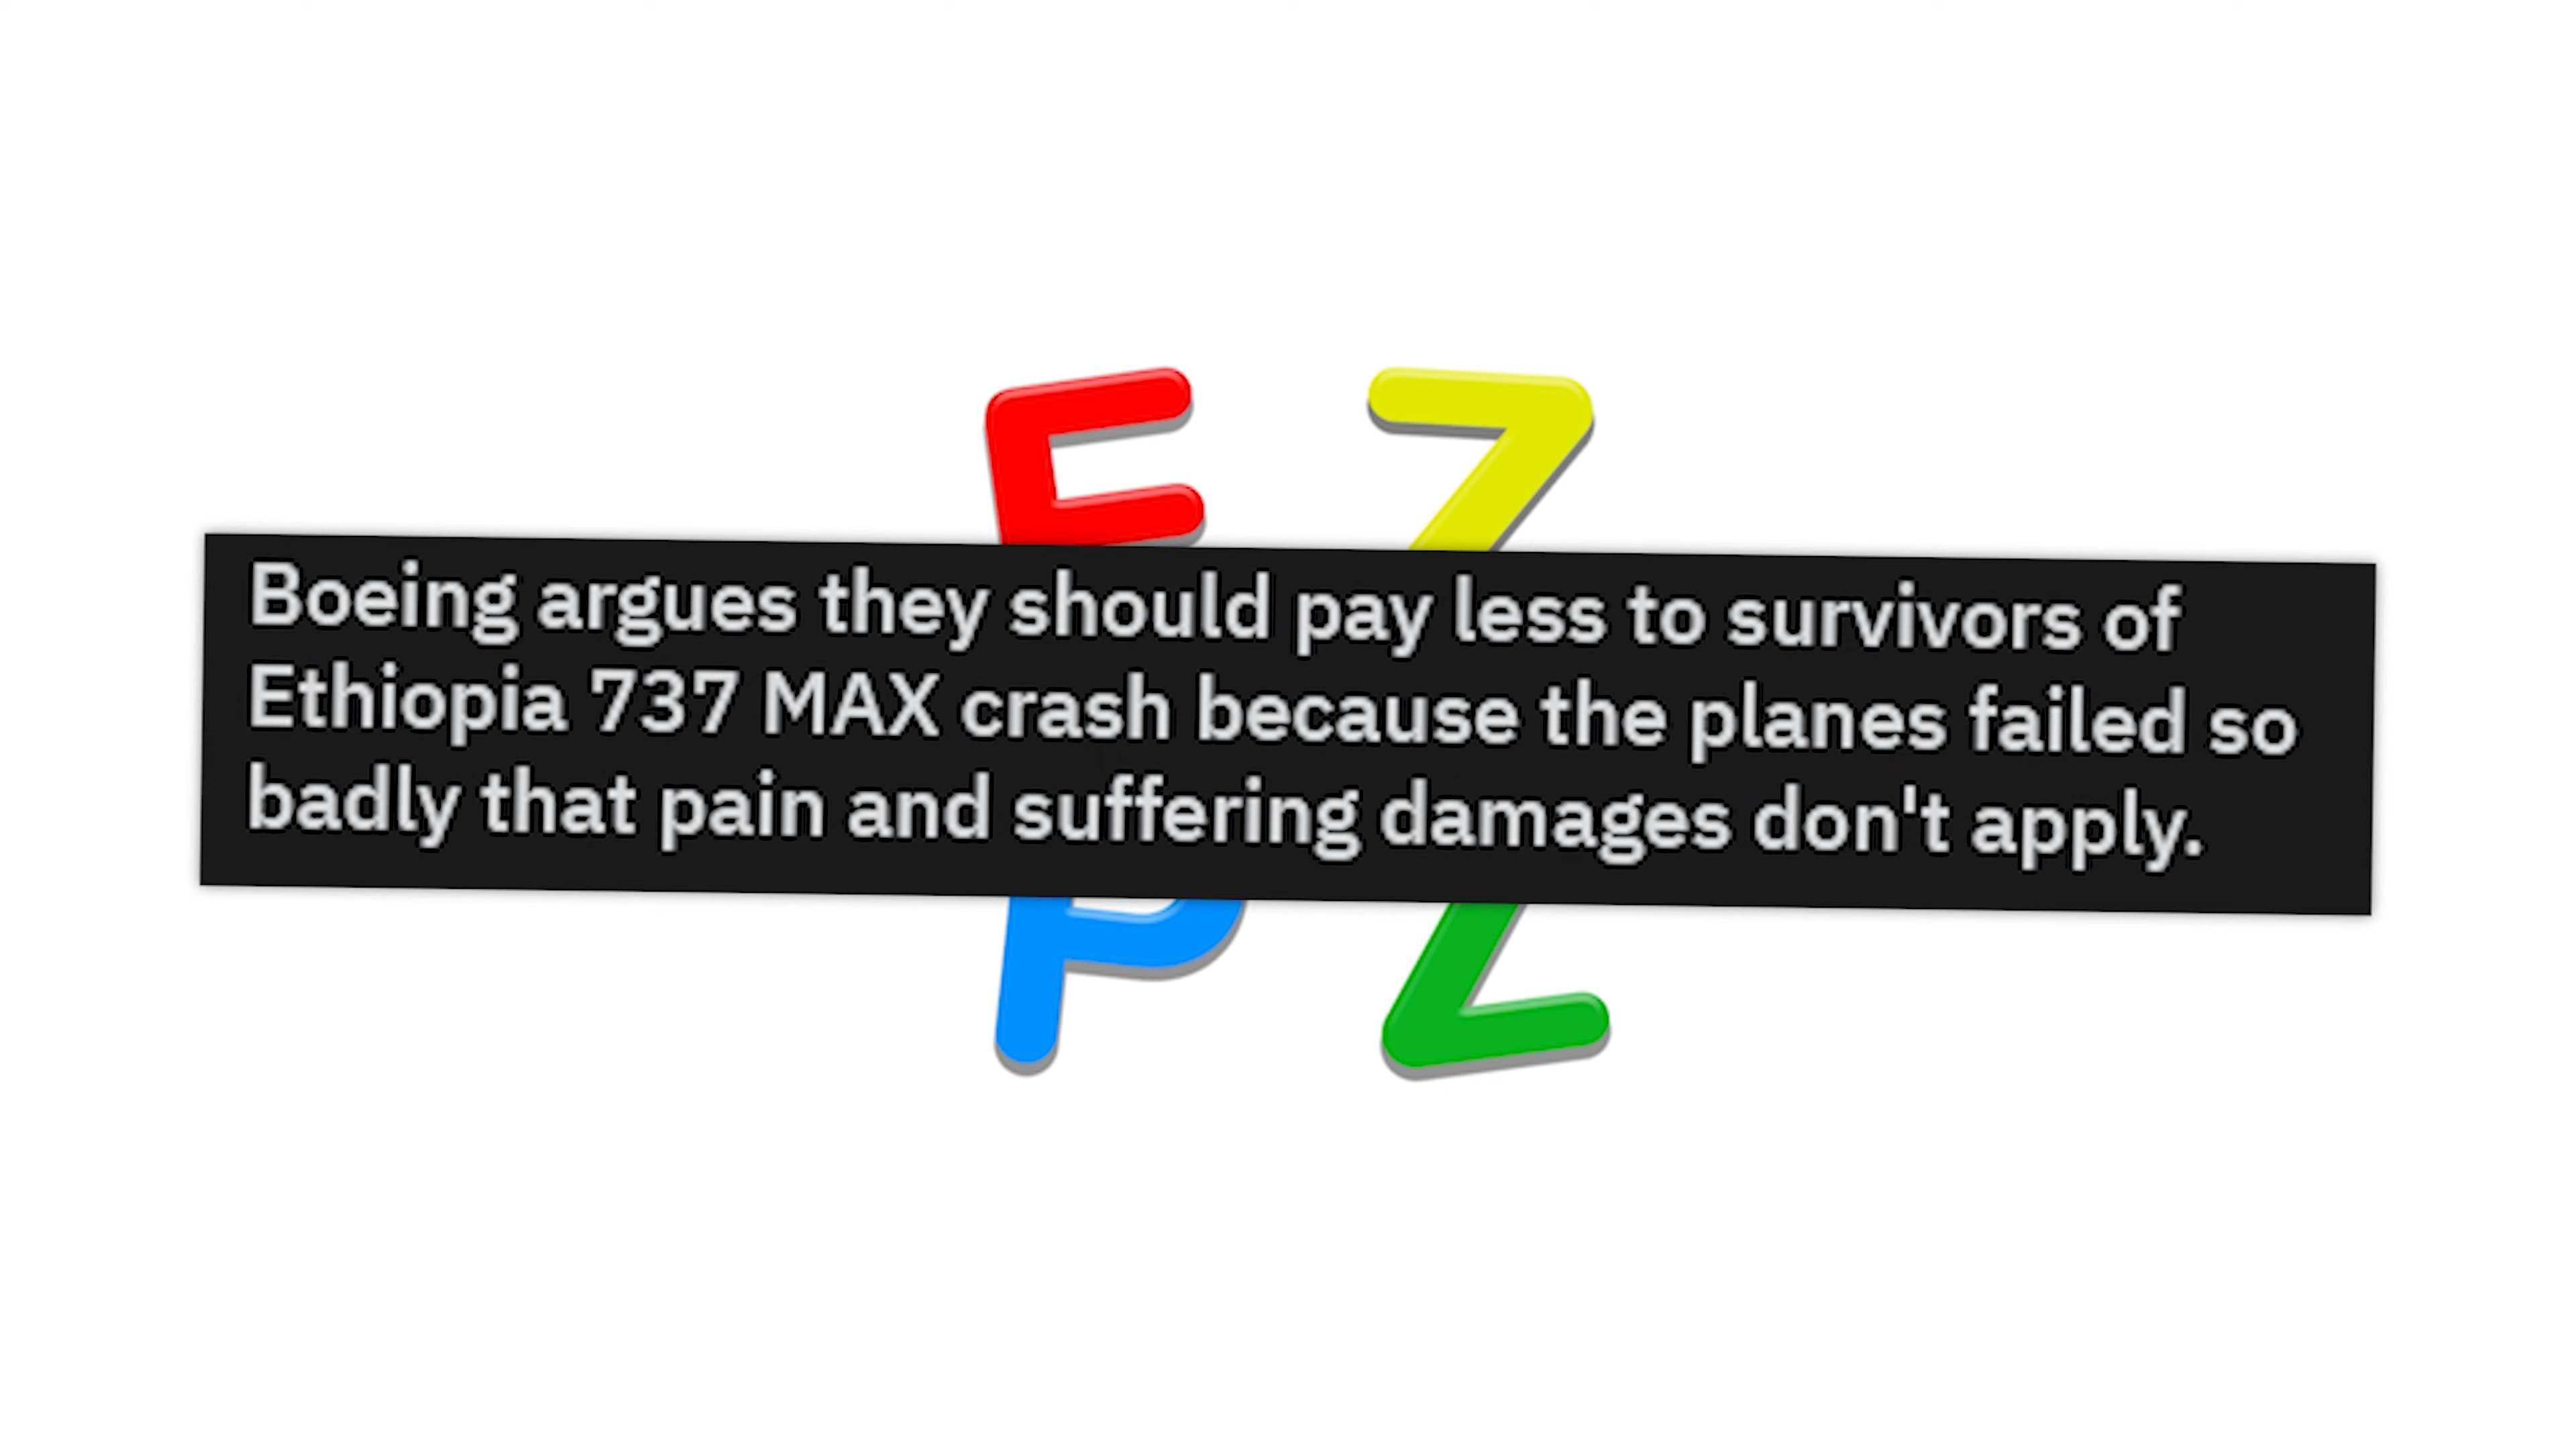 E Z
Boeing argues they should pay less to survivors of
Ethiopia 737 MAX crash because the planes failed so
badly that pain and suffering damages don't apply.
P Z